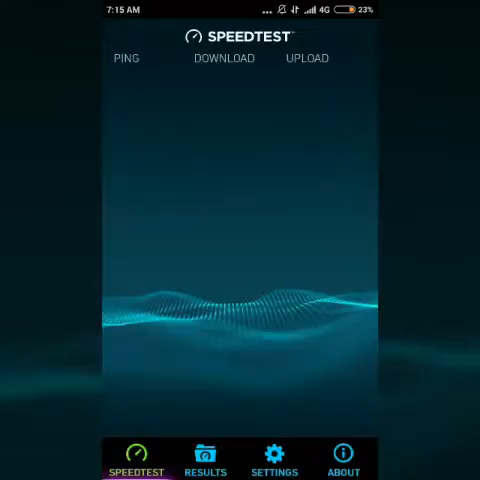 7:15 AM ... 4G 23%
SPEEDTEST
PING DOWNLOAD UPLOAD
SPEEDTEST RESULTS SETTINGS ABOUT